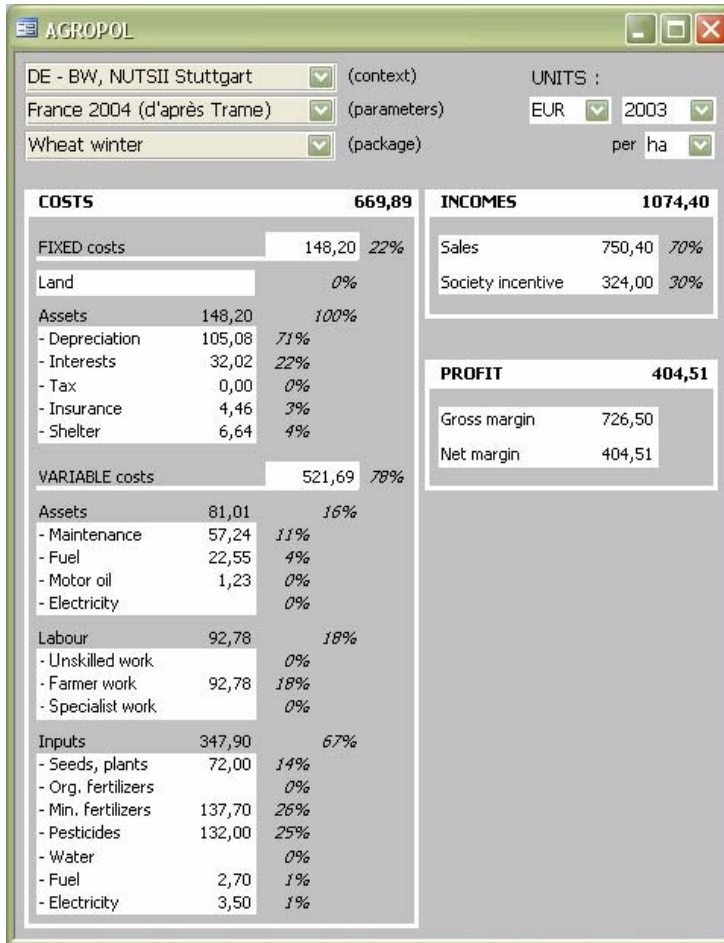 AGROPOL
DE - BW, NUTSII Stuttgart (context) UNITS :
France 2004 (d'après Trame) (parameters) EUR 2003
Wheat winter (package) per ha
COSTS 669,89
FIXED costs 148,20 22%
Land 0%
Assets 148,20 100%
- Depreciation 105,08 71%
- Interests 32,02 22%
- Tax 0,00 0%
- Insurance 4,46 3%
- Shelter 6,64 4%
VARIABLE costs 521,69 78%
Assets 81,01 16%
- Maintenance 57,24 11%
- Fuel 22,55 4%
- Motor oil 1,23 0%
- Electricity 0%
Labour 92,78 18%
- Unskilled work 0%
- Farmer work 92,78 18%
- Specialist work 0%
Inputs 347,90 67%
- Seeds, plants 72,00 14%
- Org. fertilizers 0%
- Min. fertilizers 137,70 26%
- Pesticides 132,00 25%
- Water 0%
- Fuel 2,70 1%
- Electricity 3,50 1%
INCOMES 1074,40
Sales 750,40 70%
Society incentive 324,00 30%
PROFIT 404,51
Gross margin 726,50
Net margin 404,51